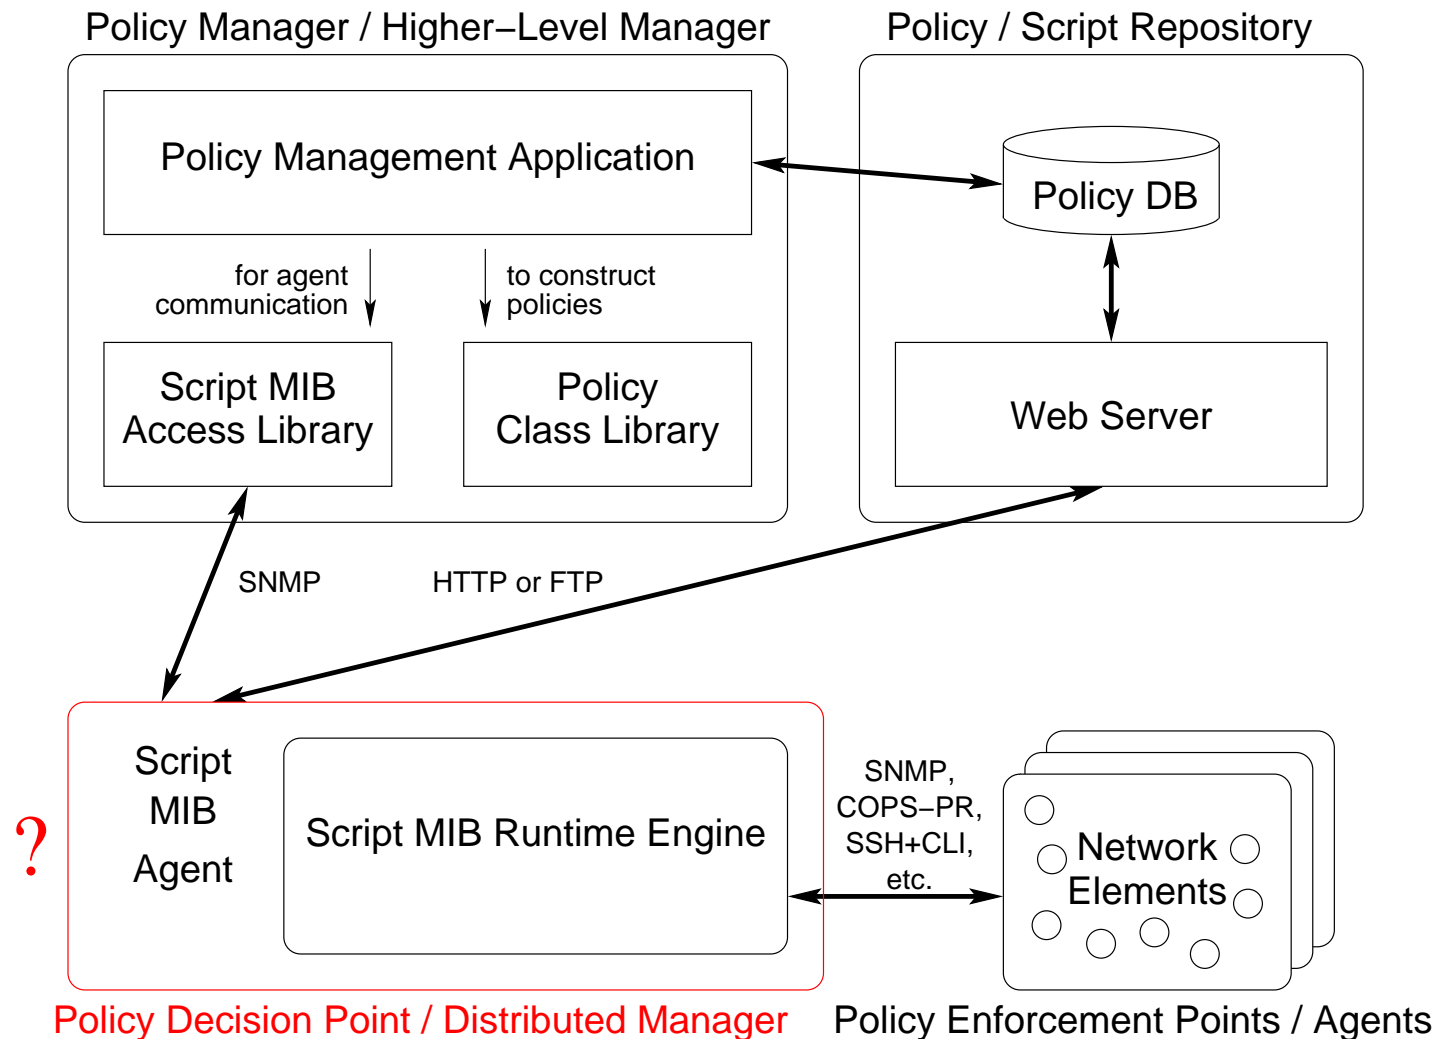 Policy Manager / Higher–Level Manager
Policy / Script Repository
Policy Management Application
Policy DB
for agent
communication
to construct
policies
Script MIB
Access Library
Policy
Class Library
Web Server
SNMP
HTTP or FTP
Script
MIB
Agent
Script MIB Runtime Engine
?
SNMP,
COPS–PR,
SSH+CLI,
etc.
Network
Elements
Policy Decision Point / Distributed Manager
Policy Enforcement Points / Agents